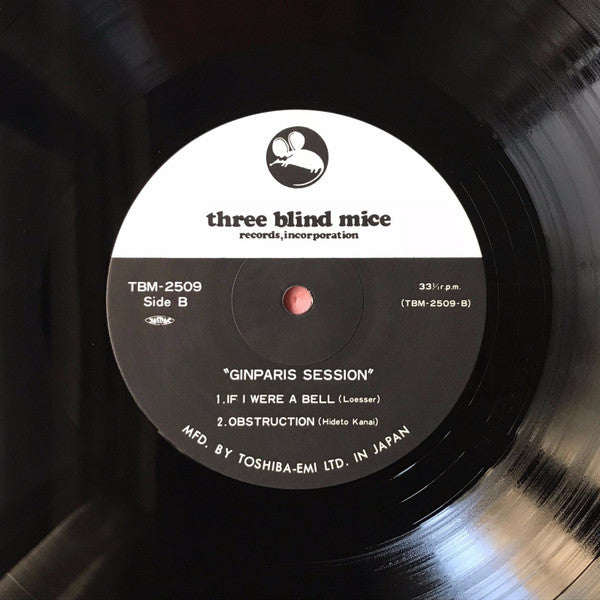 three blind mice
records, incorporation
TBM-2509
Side B
33⅓ r.p.m.
(TBM-2509-B)
"GINPARIS SESSION"
1. IF I WERE A BELL (Loesser)
2. OBSTRUCTION (Hideto Kanai)
MFD. BY TOSHIBA-EMI LTD. IN JAPAN